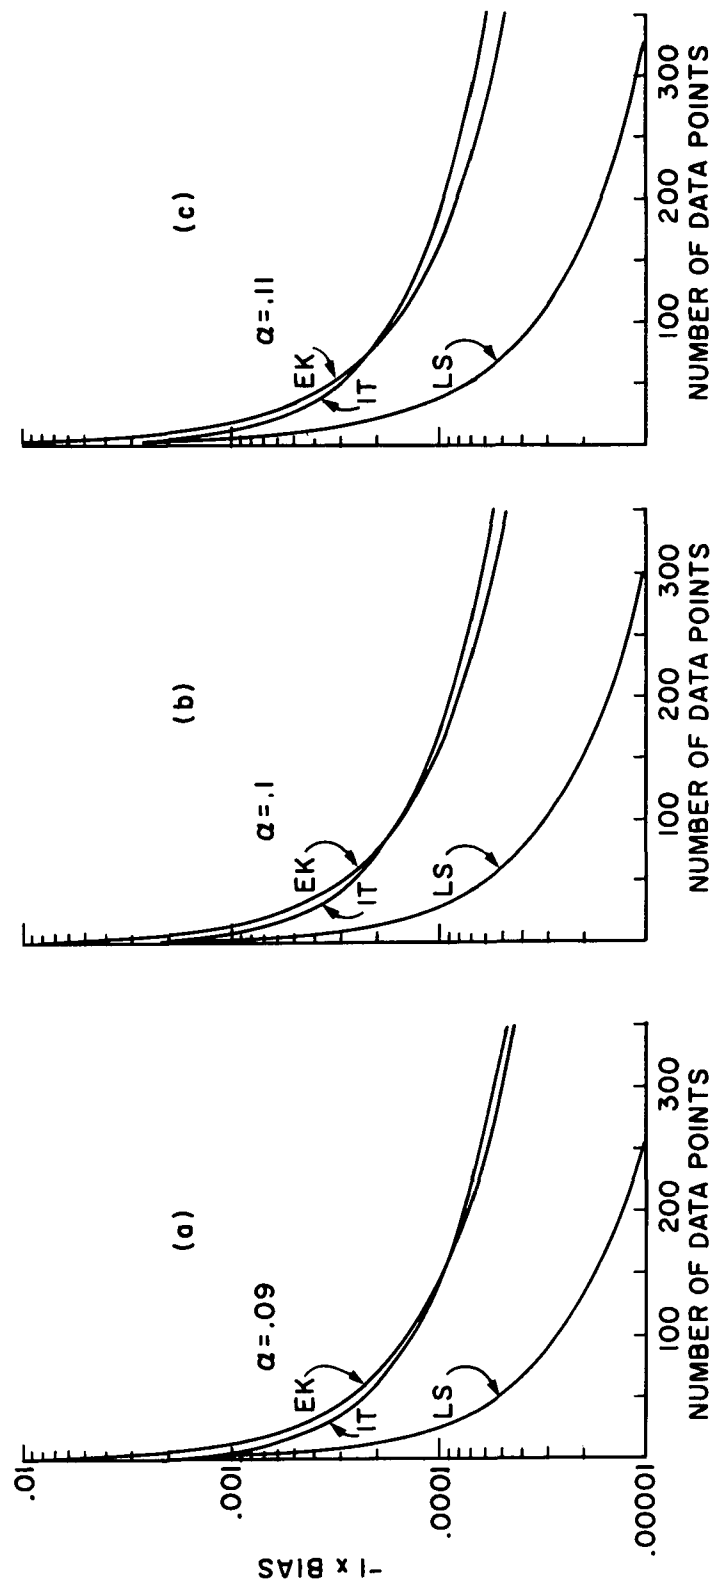 -1 x BIAS
.01
.001
.0001
.00001
(a)
α=.09
EK
IT
LS
100 200 300
NUMBER OF DATA POINTS
(b)
α=.1
EK
IT
LS
100 200 300
NUMBER OF DATA POINTS
(c)
α=.11
EK
IT
LS
100 200 300
NUMBER OF DATA POINTS